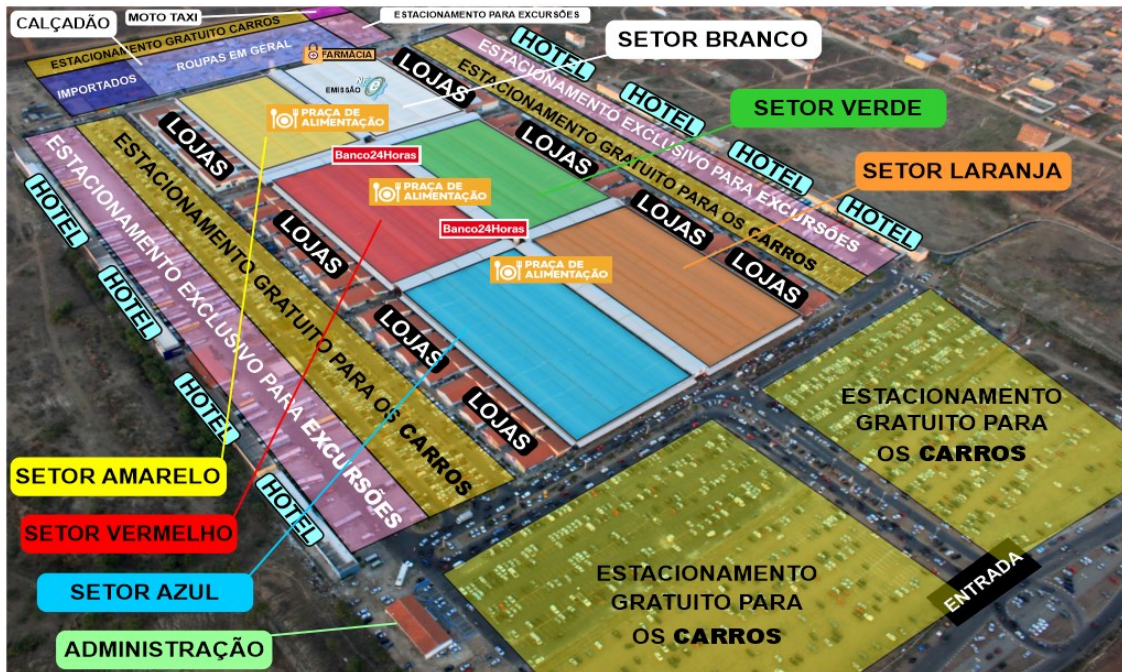 CALÇADÃO
MOTO TAXI
ESTACIONAMENTO PARA EXCURSÕES
ESTACIONAMENTO GRATUITO CARROS
IMPORTADOS
ROUPAS EM GERAL
FARMÁCIA
EMISSÃO
SETOR BRANCO
SETOR VERDE
SETOR LARANJA
HOTEL
HOTEL
HOTEL
HOTEL
ESTACIONAMENTO EXCLUSIVO PARA EXCURSÕES
ESTACIONAMENTO GRATUITO PARA OS CARROS
LOJAS
LOJAS
LOJAS
LOJAS
PRAÇA DE
ALIMENTAÇÃO
Banco24Horas
PRAÇA DE
ALIMENTAÇÃO
Banco24Horas
PRAÇA DE
ALIMENTAÇÃO
LOJAS
LOJAS
LOJAS
LOJAS
ESTACIONAMENTO GRATUITO PARA OS CARROS
ESTACIONAMENTO EXCLUSIVO PARA EXCURSÕES
HOTEL
HOTEL
HOTEL
HOTEL
SETOR AMARELO
SETOR VERMELHO
SETOR AZUL
ADMINISTRAÇÃO
ESTACIONAMENTO
GRATUITO PARA
OS CARROS
ESTACIONAMENTO
GRATUITO PARA
OS CARROS
ENTRADA